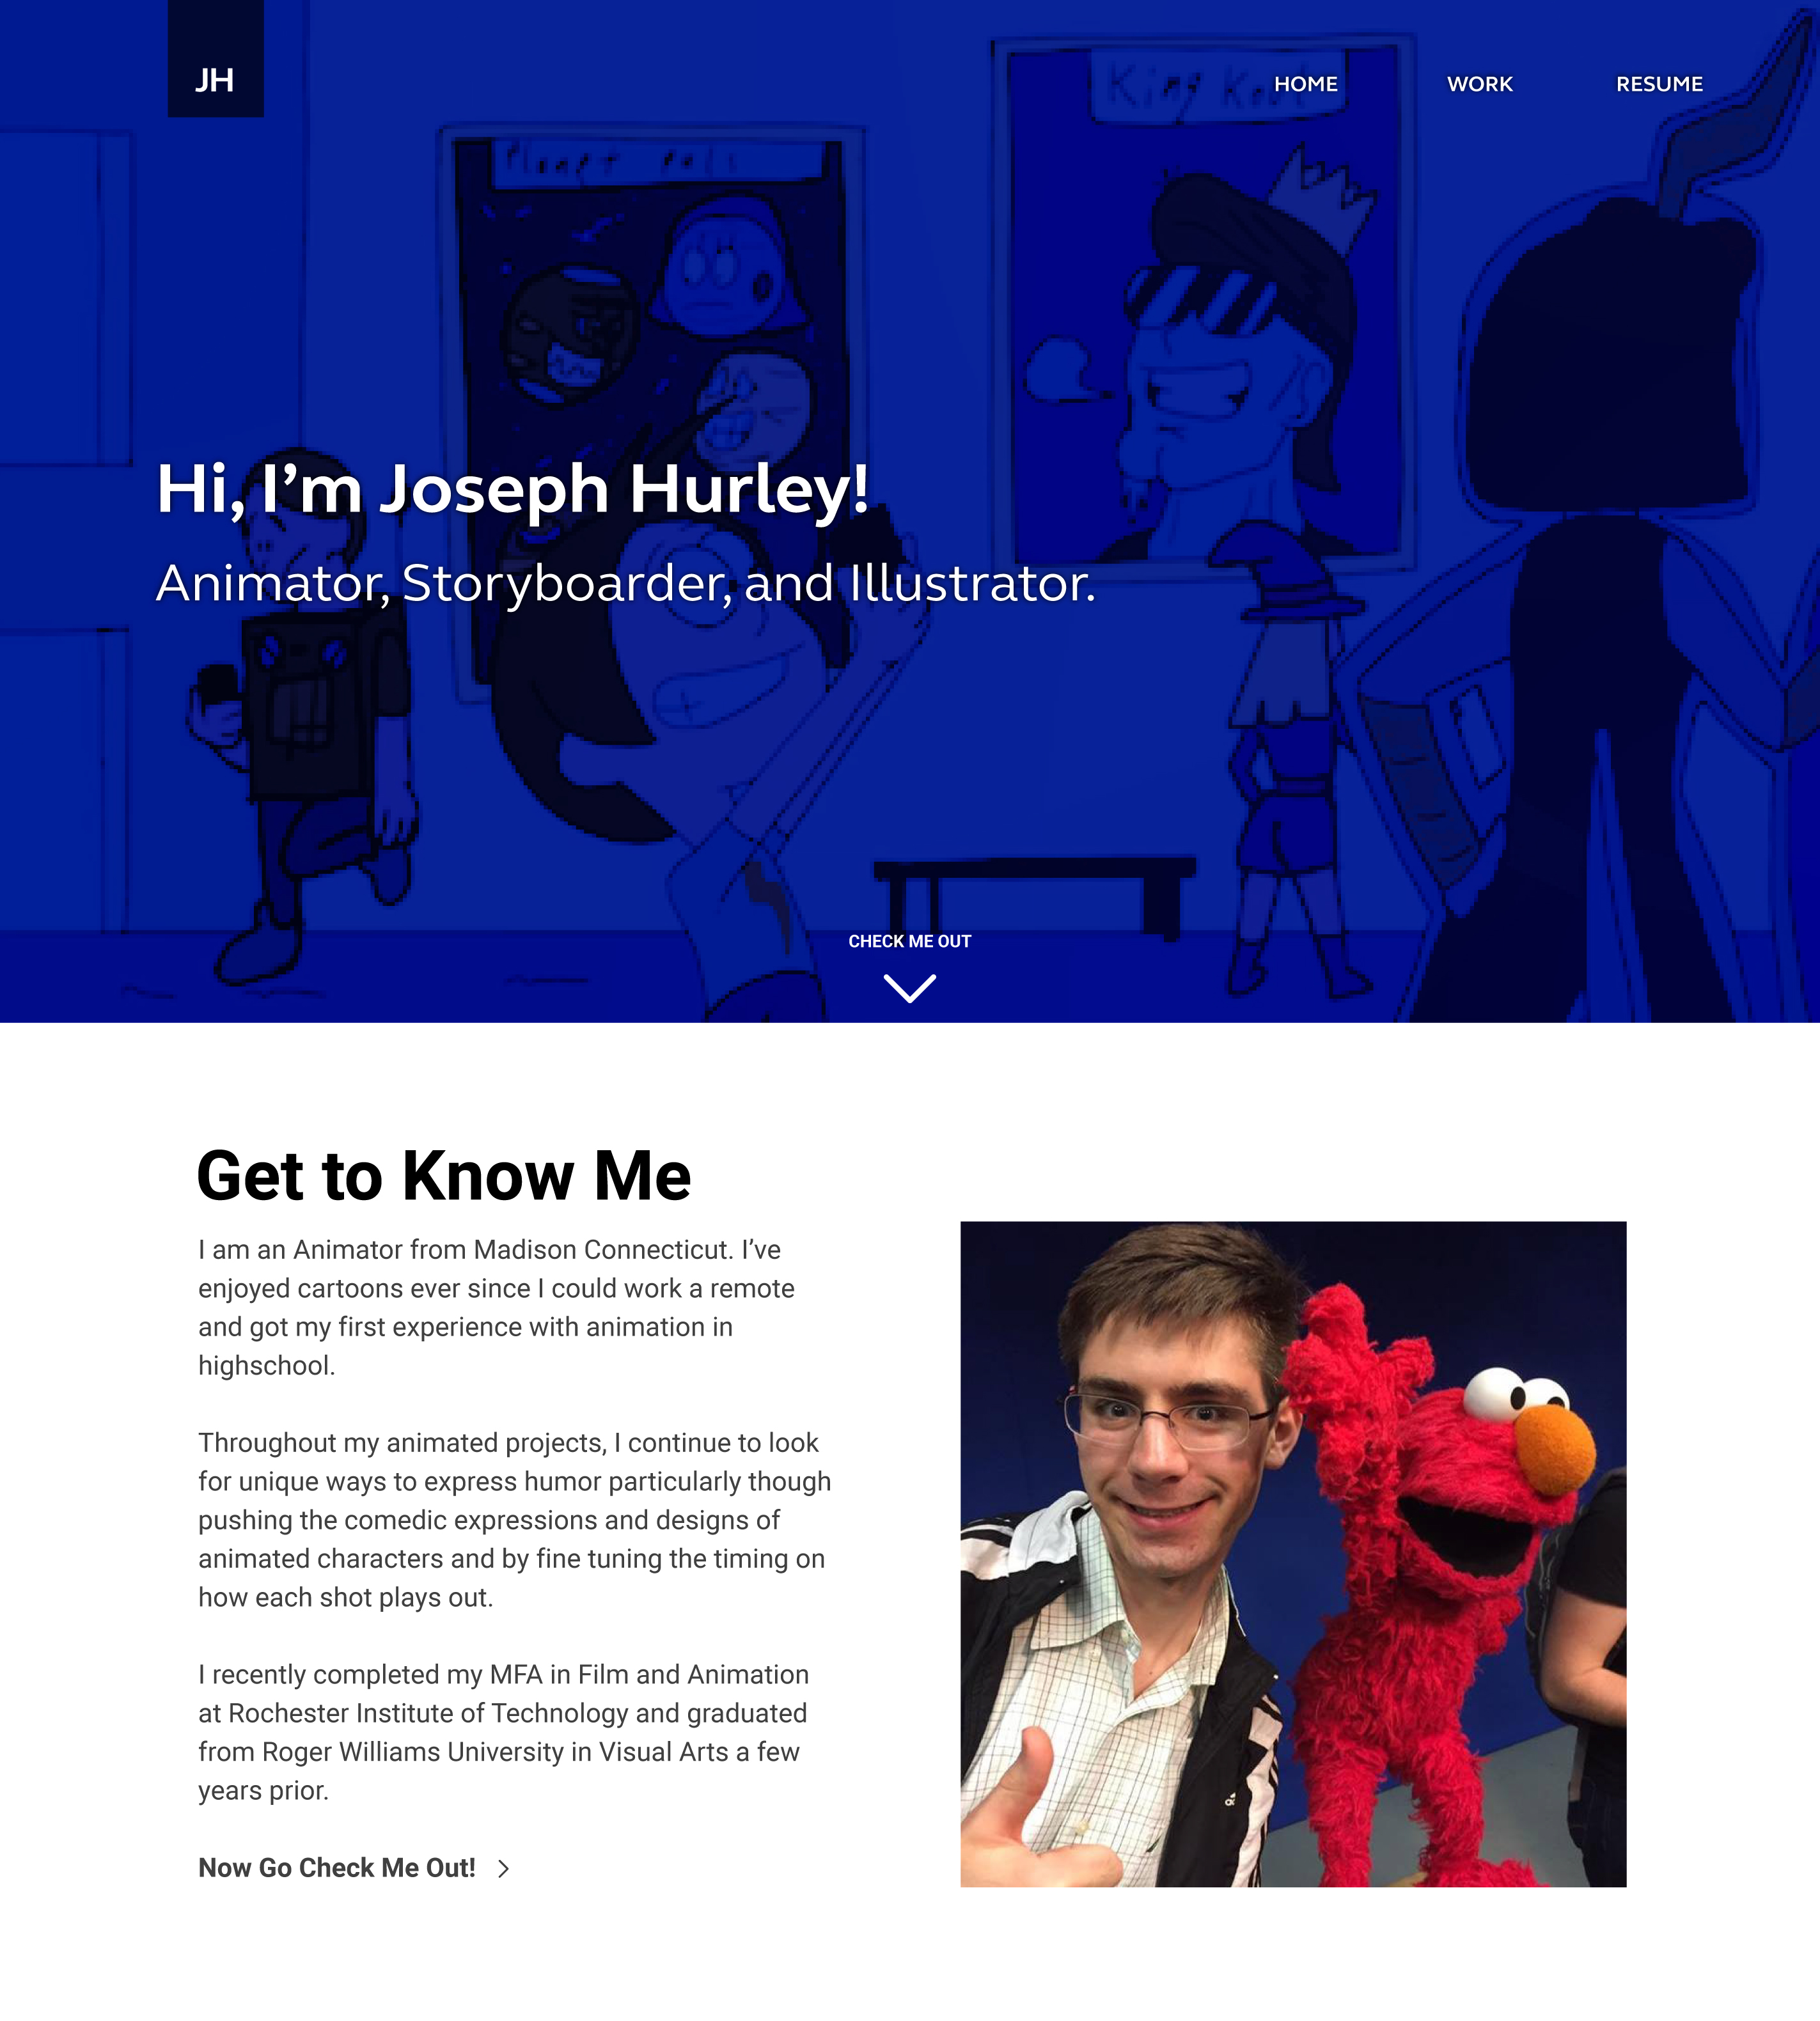 JH
HOME
WORK
RESUME
King
Hi, I’m Joseph Hurley!
Animator, Storyboarder, and Illustrator.
CHECK ME OUT
Get to Know Me
I am an Animator from Madison Connecticut. I’ve
enjoyed cartoons ever since I could work a remote
and got my first experience with animation in
highschool.
Throughout my animated projects, I continue to look
for unique ways to express humor particularly though
pushing the comedic expressions and designs of
animated characters and by fine tuning the timing on
how each shot plays out.
I recently completed my MFA in Film and Animation
at Rochester Institute of Technology and graduated
from Roger Williams University in Visual Arts a few
years prior.
Now Go Check Me Out!